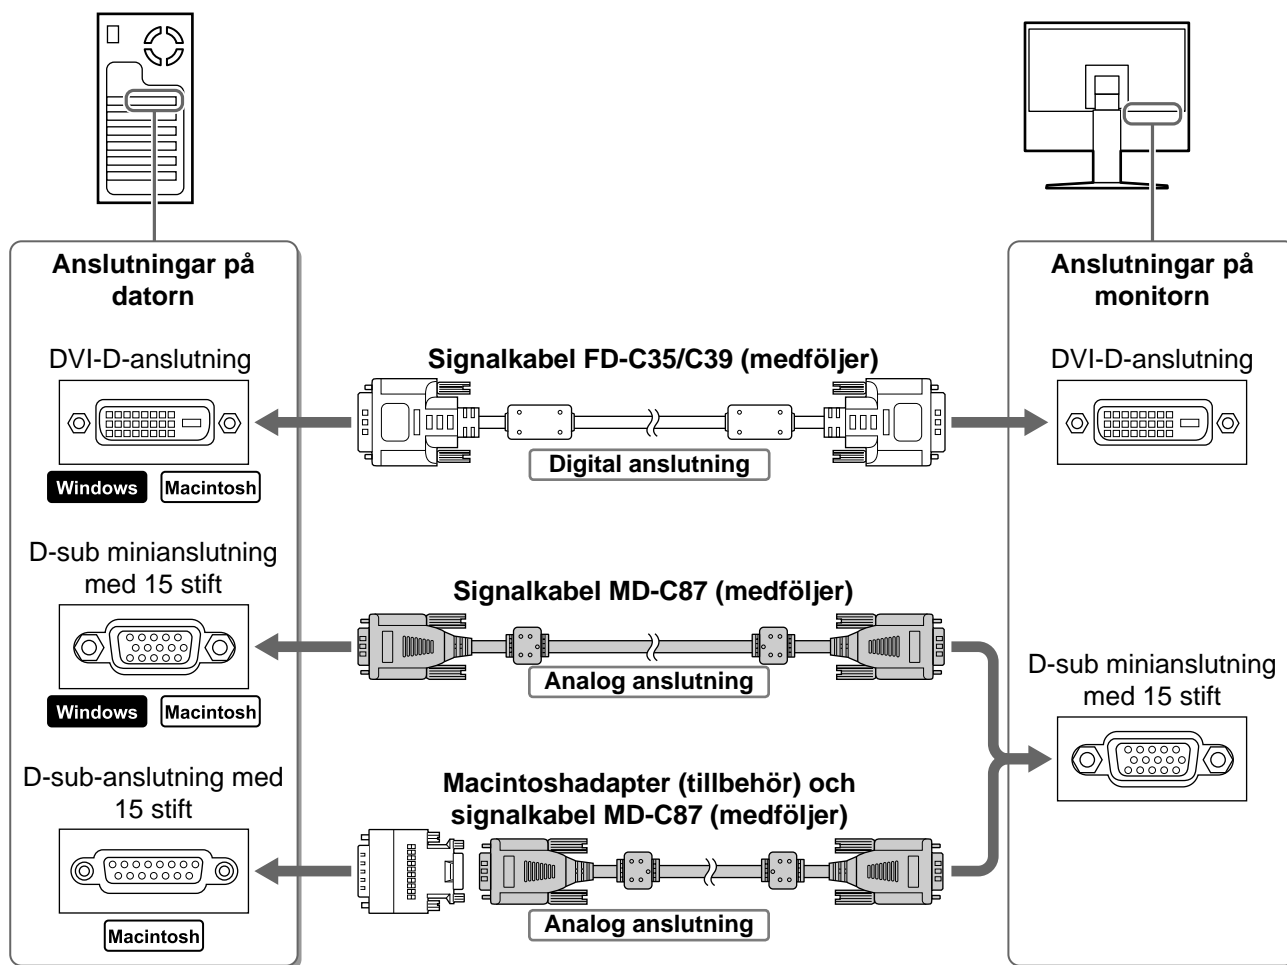 Anslutningar på
datorn
DVI-D-anslutning
Windows
Macintosh
D-sub minianslutning
med 15 stift
Windows
Macintosh
D-sub-anslutning med
15 stift
Macintosh
Signalkabel FD-C35/C39 (medföljer)
Digital anslutning
Signalkabel MD-C87 (medföljer)
Analog anslutning
Macintoshadapter (tillbehör) och
signalkabel MD-C87 (medföljer)
Analog anslutning
Anslutningar på
monitorn
DVI-D-anslutning
D-sub minianslutning
med 15 stift